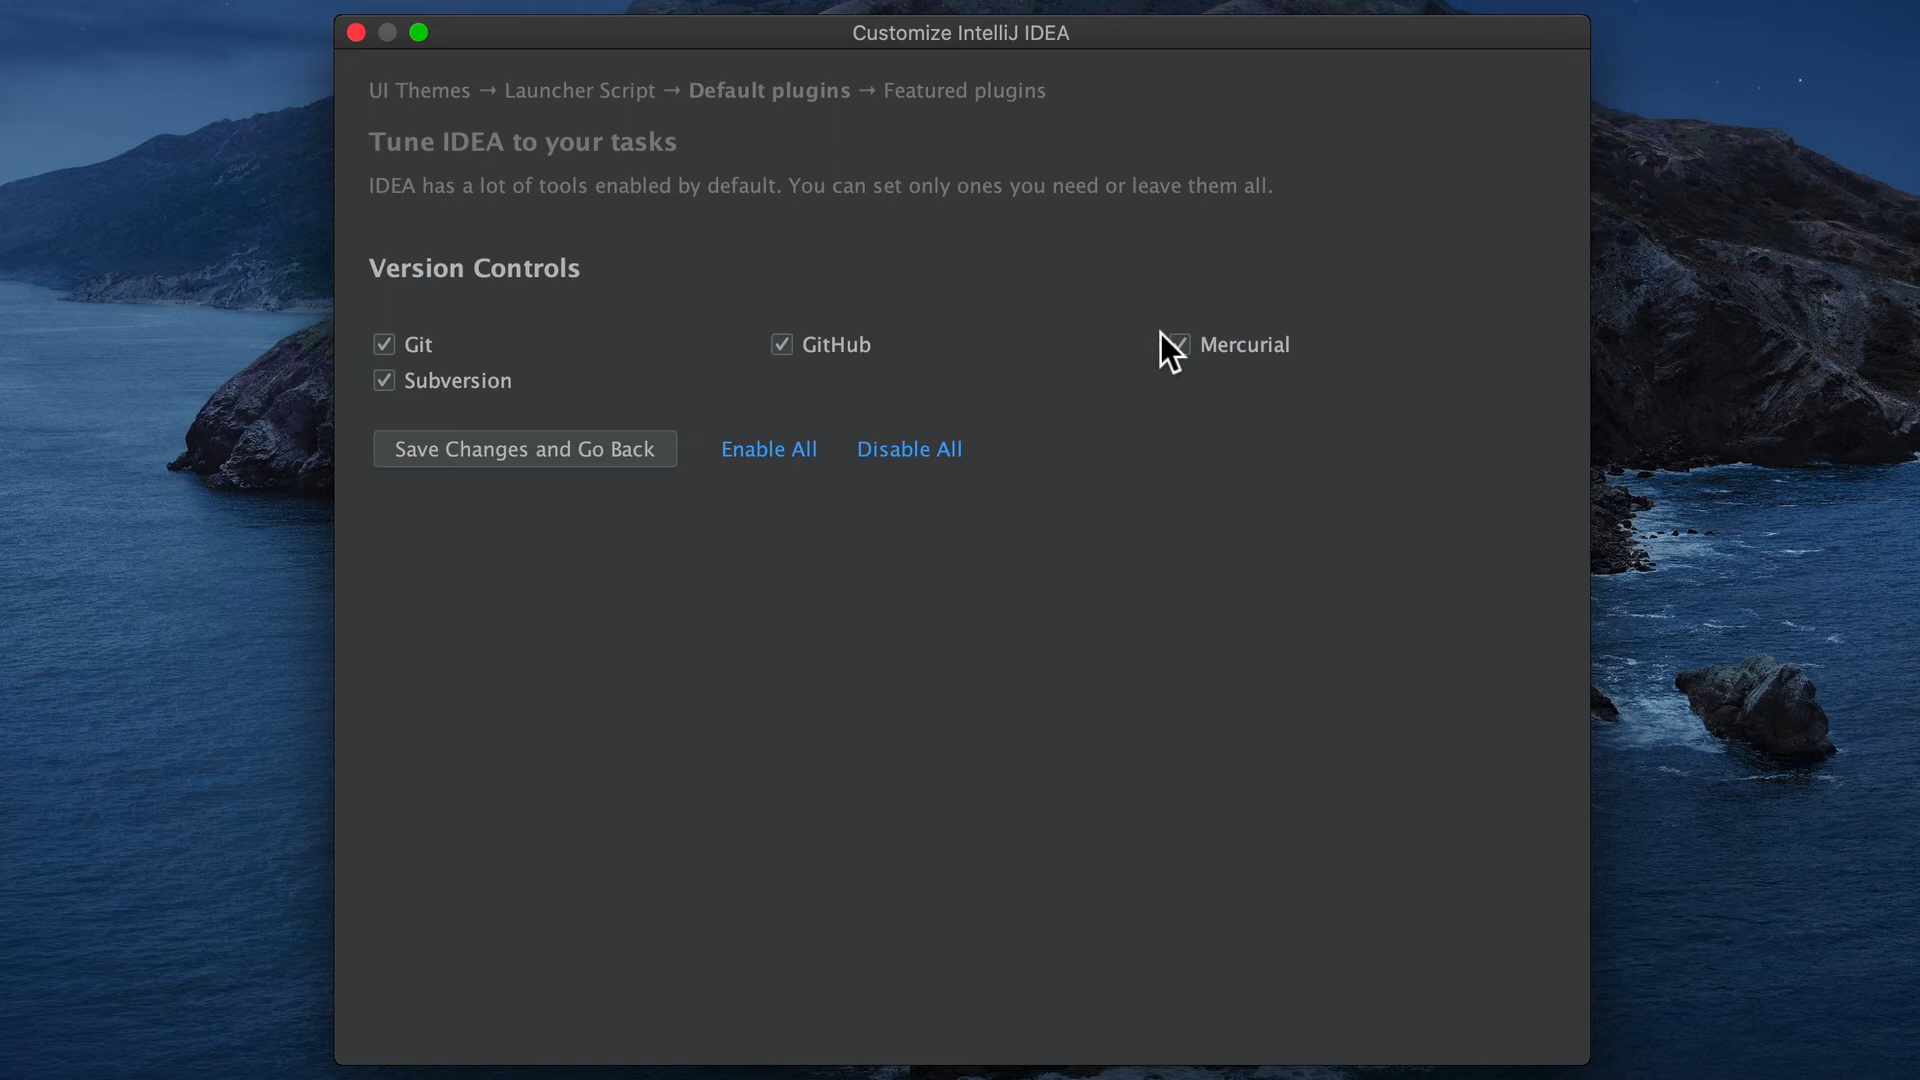 Customize IntelliJ IDEA
UI Themes → Launcher Script → Default plugins → Featured plugins
Tune IDEA to your tasks
IDEA has a lot of tools enabled by default. You can set only ones you need or leave them all.
Version Controls
Git GitHub Mercurial
Subversion
Save Changes and Go Back Enable All Disable All